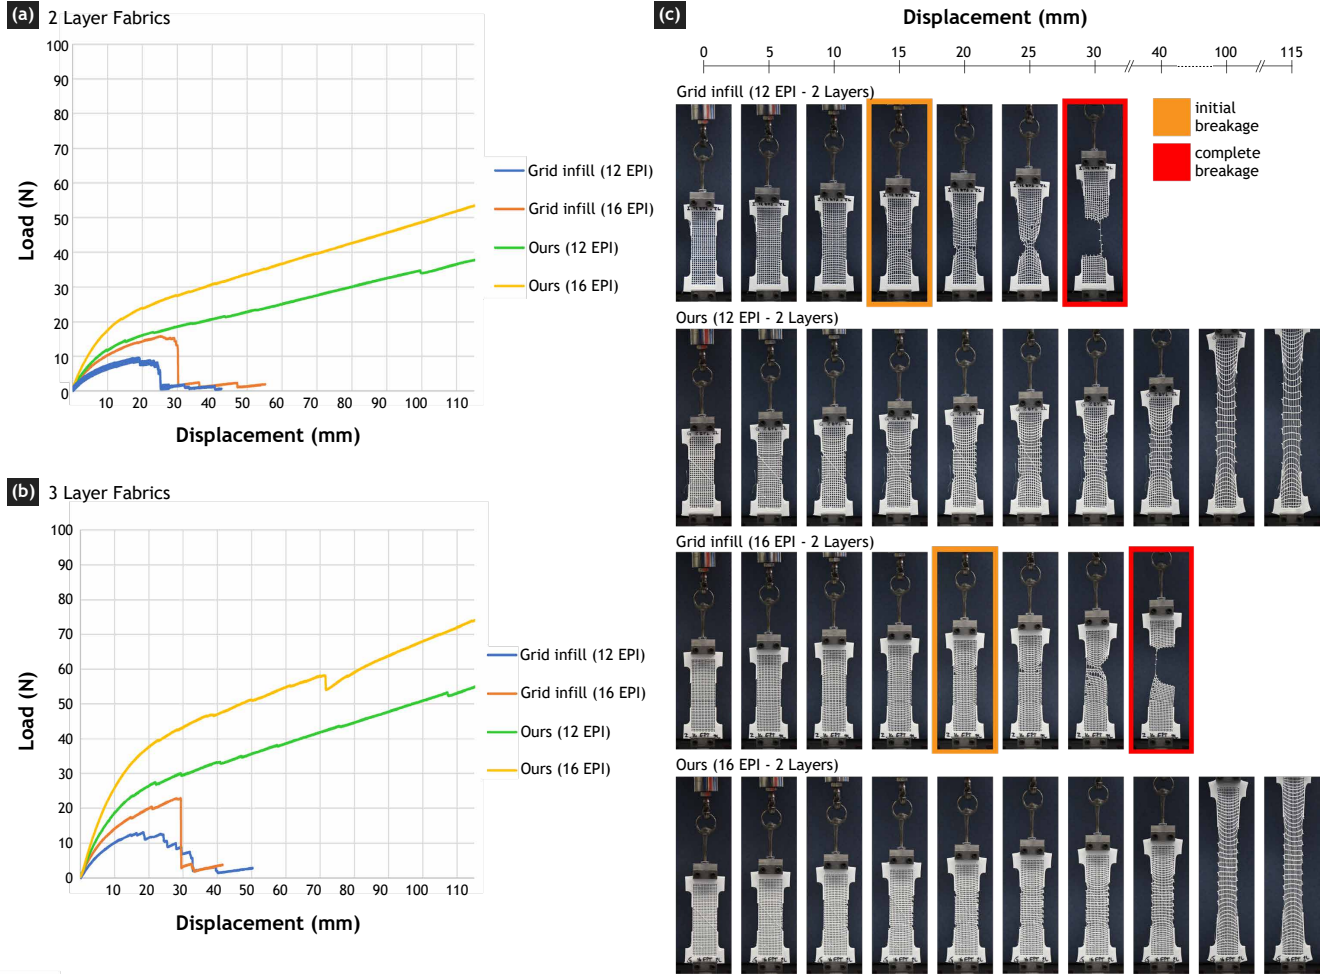 (a) 2 Layer Fabrics
100
90
80
70
60
50
40
30
20
10
0
Load (N)
10 20 30 40 50 60 70 80 90 100 110
Displacement (mm)
Grid infill (12 EPI)
Grid infill (16 EPI)
Ours (12 EPI)
Ours (16 EPI)
(b) 3 Layer Fabrics
100
90
80
70
60
50
40
30
20
10
0
Load (N)
10 20 30 40 50 60 70 80 90 100 110
Displacement (mm)
Grid infill (12 EPI)
Grid infill (16 EPI)
Ours (12 EPI)
Ours (16 EPI)
(c) Displacement (mm)
0 5 10 15 20 25 30 40 100 115
Grid infill (12 EPI - 2 Layers)
initial
breakage
complete
breakage
Ours (12 EPI - 2 Layers)
Grid infill (16 EPI - 2 Layers)
Ours (16 EPI - 2 Layers)